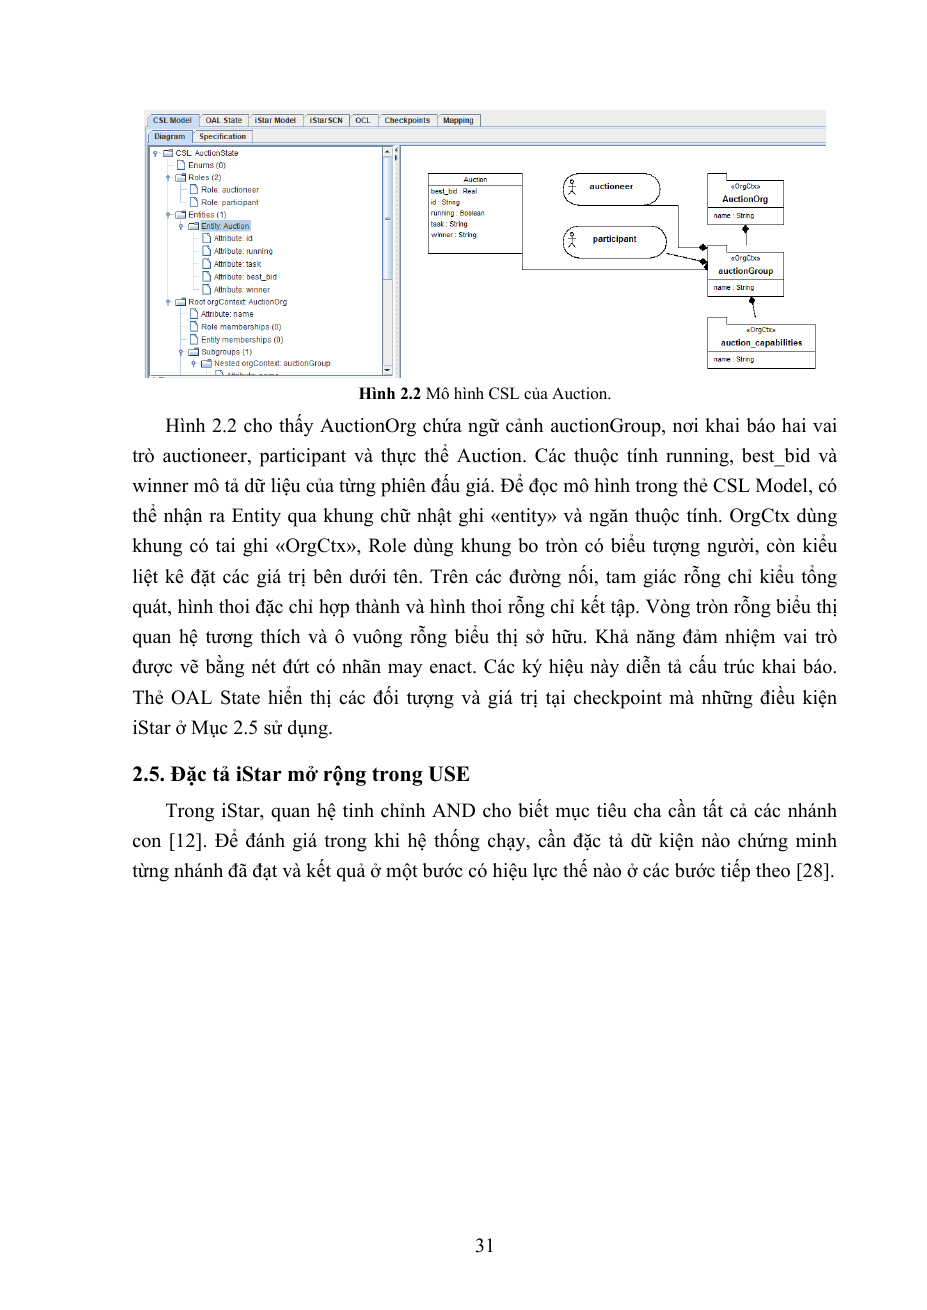 CSL Model OAL State iStar Model iStarSCN OCL Checkpoints Mapping
Diagram Specification
CSL: AuctionState
Enums (0)
Roles (2)
Role: auctioneer
Role: participant
Entities (1)
Entity: Auction
Attribute: id
Attribute: running
Attribute: task
Attribute: best_bid
Attribute: winner
Root orgContext: AuctionOrg
Attribute: name
Role memberships (0)
Entity memberships (0)
Subgroups (1)
Nested orgContext: auctionGroup
Attribute: name
Auction
best_bid : Real
id : String
running : Boolean
task : String
winner : String
auctioneer
participant
«OrgCtx»
AuctionOrg
name : String
«OrgCtx»
auctionGroup
name : String
«OrgCtx»
auction_capabilities
name : String
Hình 2.2 Mô hình CSL của Auction.
Hình 2.2 cho thấy AuctionOrg chứa ngữ cảnh auctionGroup, nơi khai báo hai vai
trò auctioneer, participant và thực thể Auction. Các thuộc tính running, best_bid và
winner mô tả dữ liệu của từng phiên đấu giá. Để đọc mô hình trong thẻ CSL Model, có
thể nhận ra Entity qua khung chữ nhật ghi «entity» và ngăn thuộc tính. OrgCtx dùng
khung có tai ghi «OrgCtx», Role dùng khung bo tròn có biểu tượng người, còn kiểu
liệt kê đặt các giá trị bên dưới tên. Trên các đường nối, tam giác rỗng chỉ kiểu tổng
quát, hình thoi đặc chỉ hợp thành và hình thoi rỗng chỉ kết tập. Vòng tròn rỗng biểu thị
quan hệ tương thích và ô vuông rỗng biểu thị sở hữu. Khả năng đảm nhiệm vai trò
được vẽ bằng nét đứt có nhãn may enact. Các ký hiệu này diễn tả cấu trúc khai báo.
Thẻ OAL State hiển thị các đối tượng và giá trị tại checkpoint mà những điều kiện
iStar ở Mục 2.5 sử dụng.
2.5. Đặc tả iStar mở rộng trong USE
Trong iStar, quan hệ tinh chỉnh AND cho biết mục tiêu cha cần tất cả các nhánh
con [12]. Để đánh giá trong khi hệ thống chạy, cần đặc tả dữ kiện nào chứng minh
từng nhánh đã đạt và kết quả ở một bước có hiệu lực thế nào ở các bước tiếp theo [28].
31